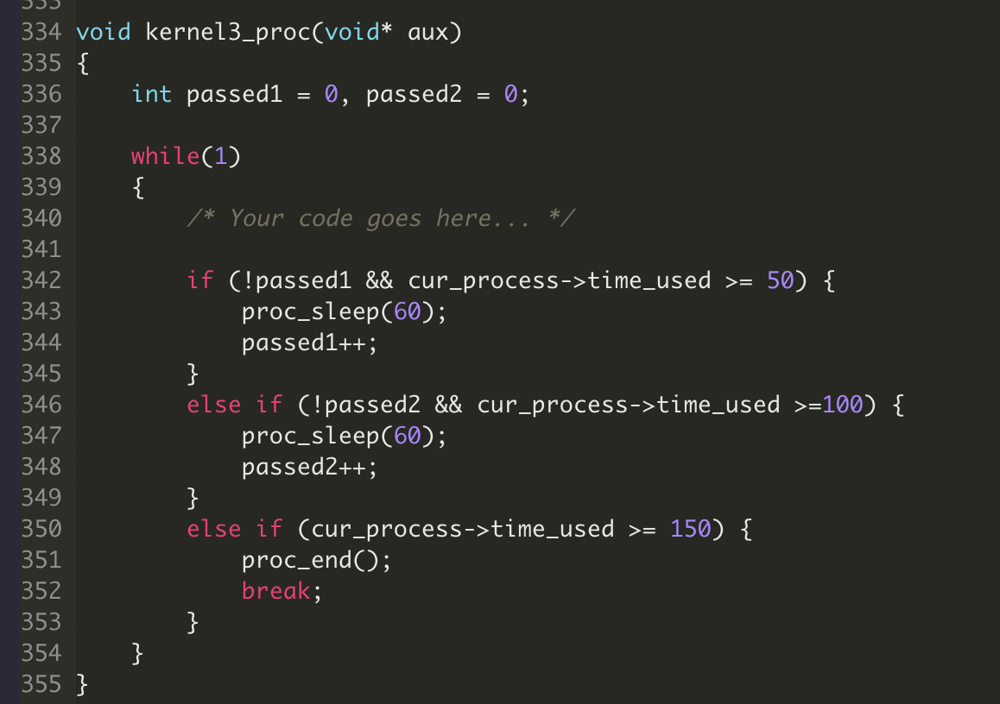 333
334 void kernel3_proc(void* aux)
335 {
336     int passed1 = 0, passed2 = 0;
337
338     while(1)
339     {
340         /* Your code goes here... */
341
342         if (!passed1 && cur_process->time_used >= 50) {
343             proc_sleep(60);
344             passed1++;
345         }
346         else if (!passed2 && cur_process->time_used >=100) {
347             proc_sleep(60);
348             passed2++;
349         }
350         else if (cur_process->time_used >= 150) {
351             proc_end();
352             break;
353         }
354     }
355 }